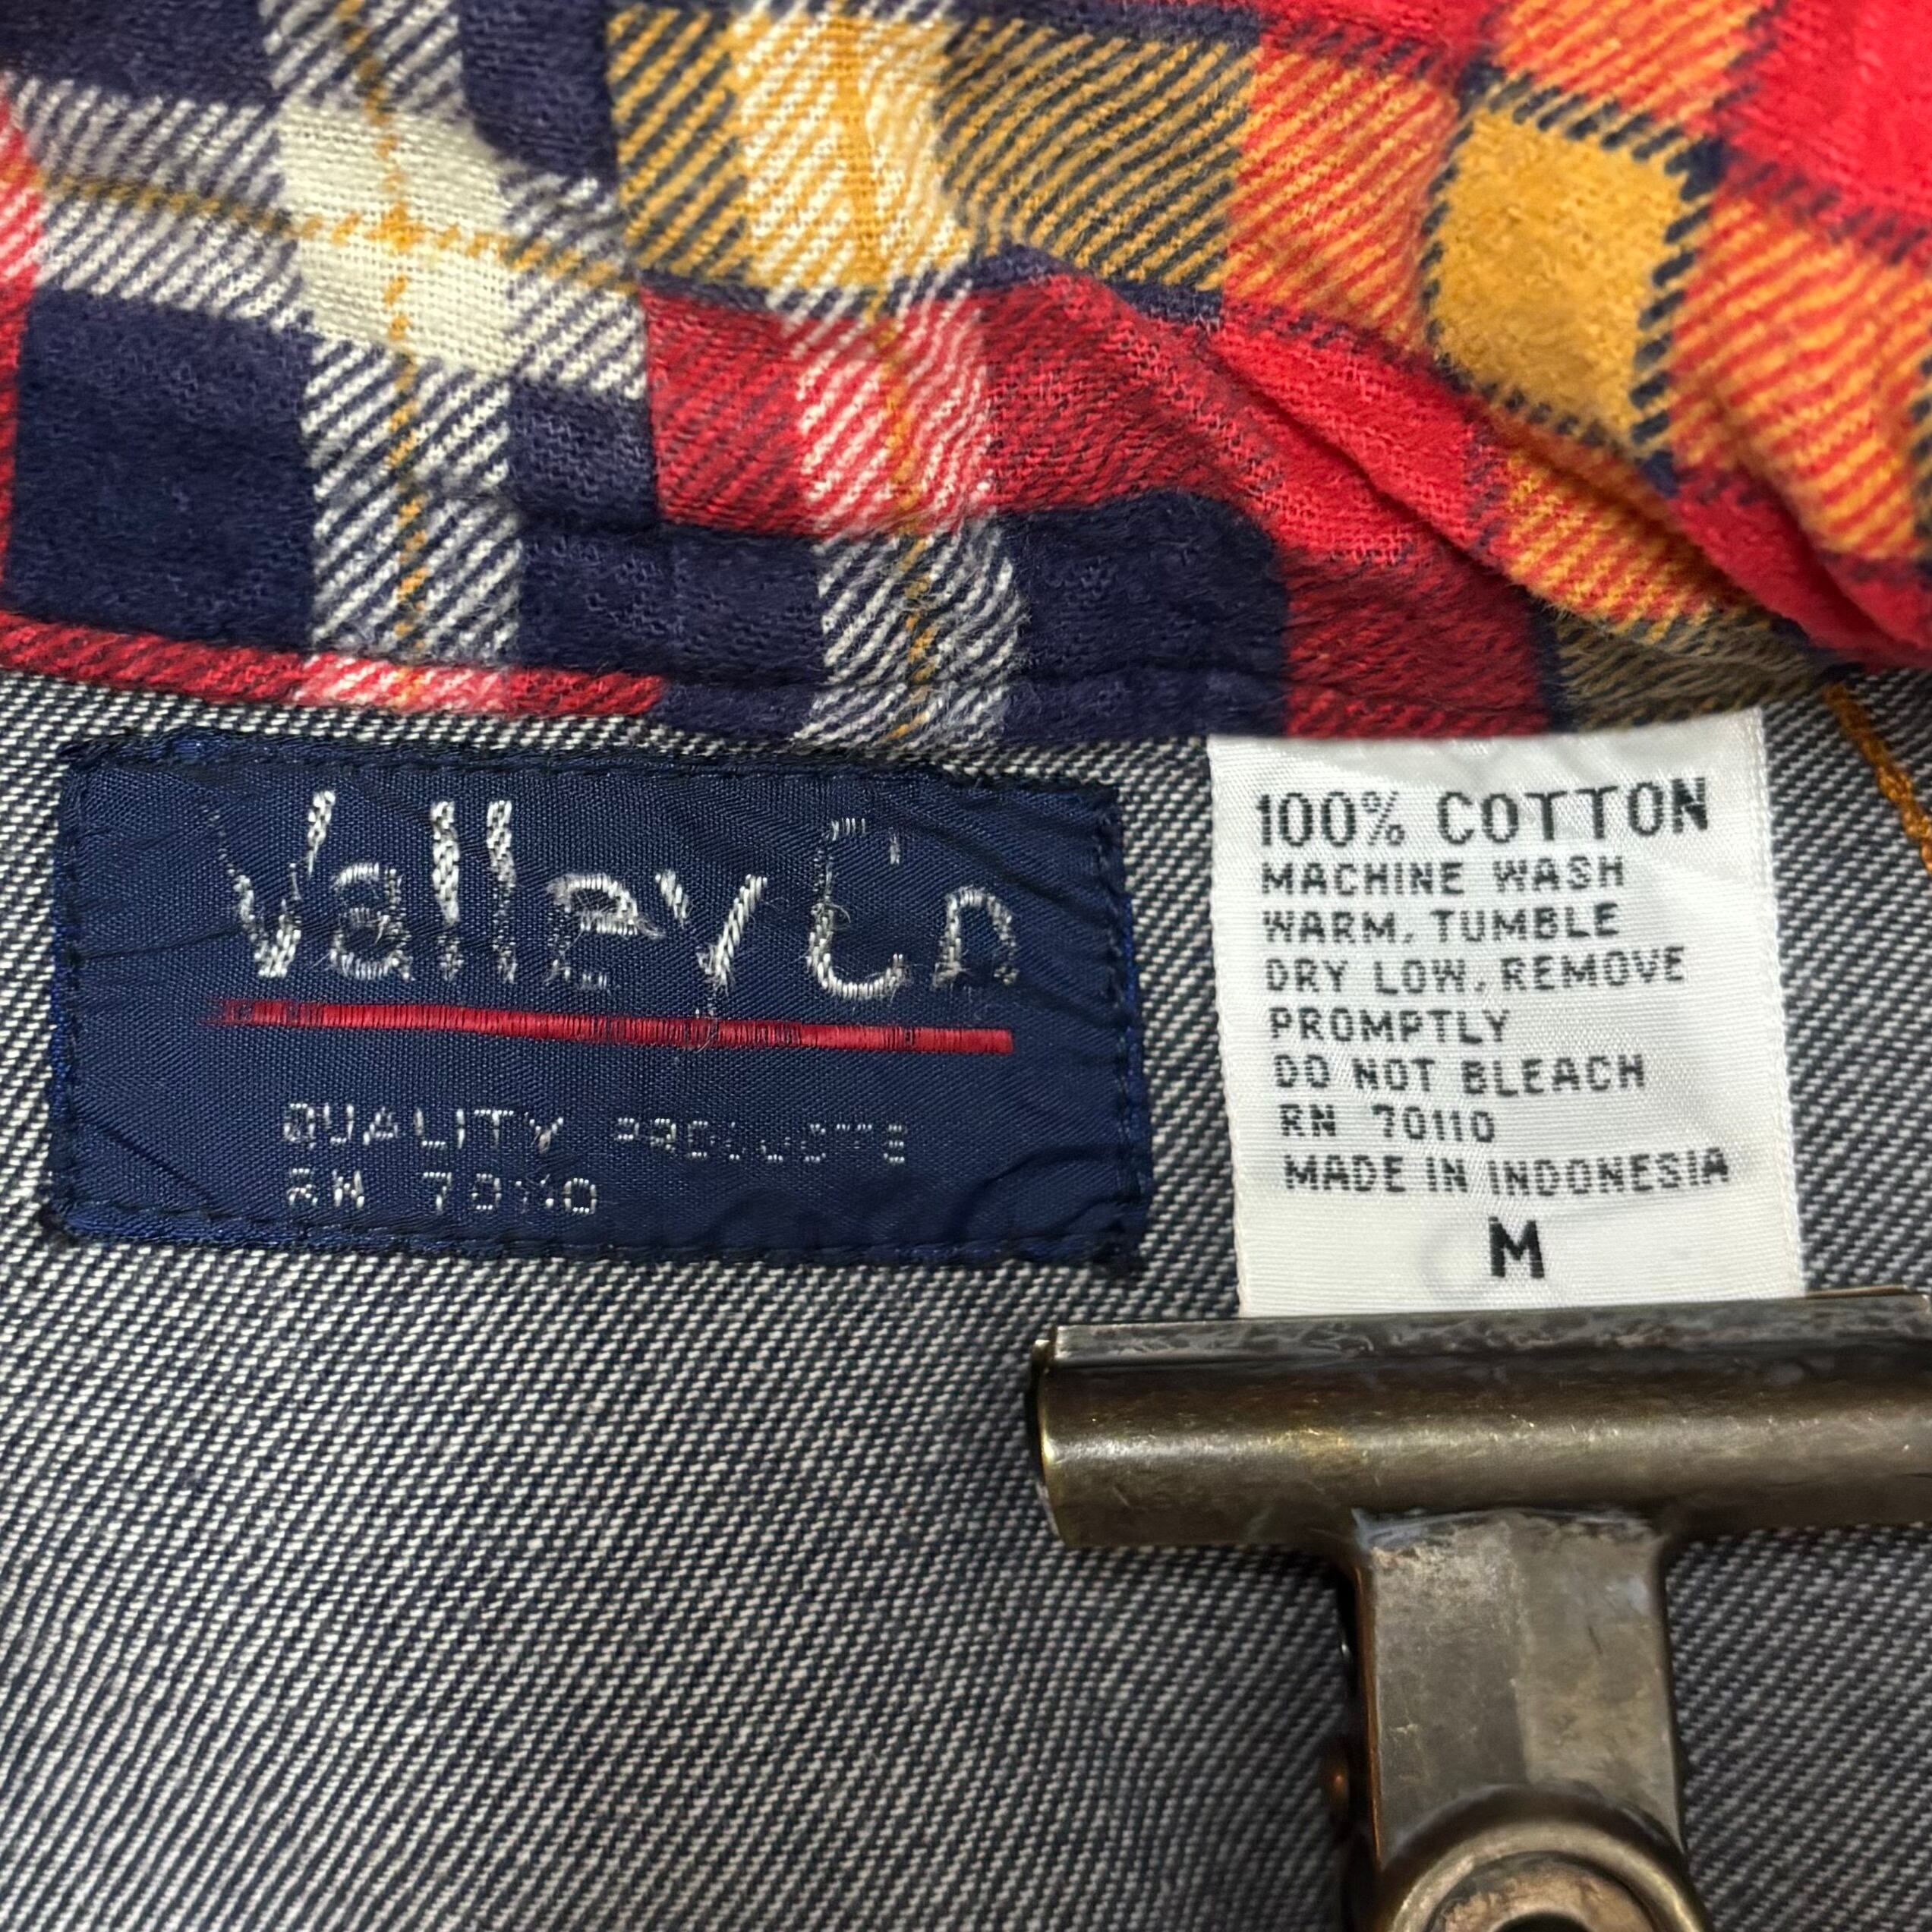 Valley Co
QUALITY PRODUCTS
RN 70110
100% COTTON
MACHINE WASH
WARM, TUMBLE
DRY LOW, REMOVE
PROMPTLY
DO NOT BLEACH
RN 70110
MADE IN INDONESIA
M